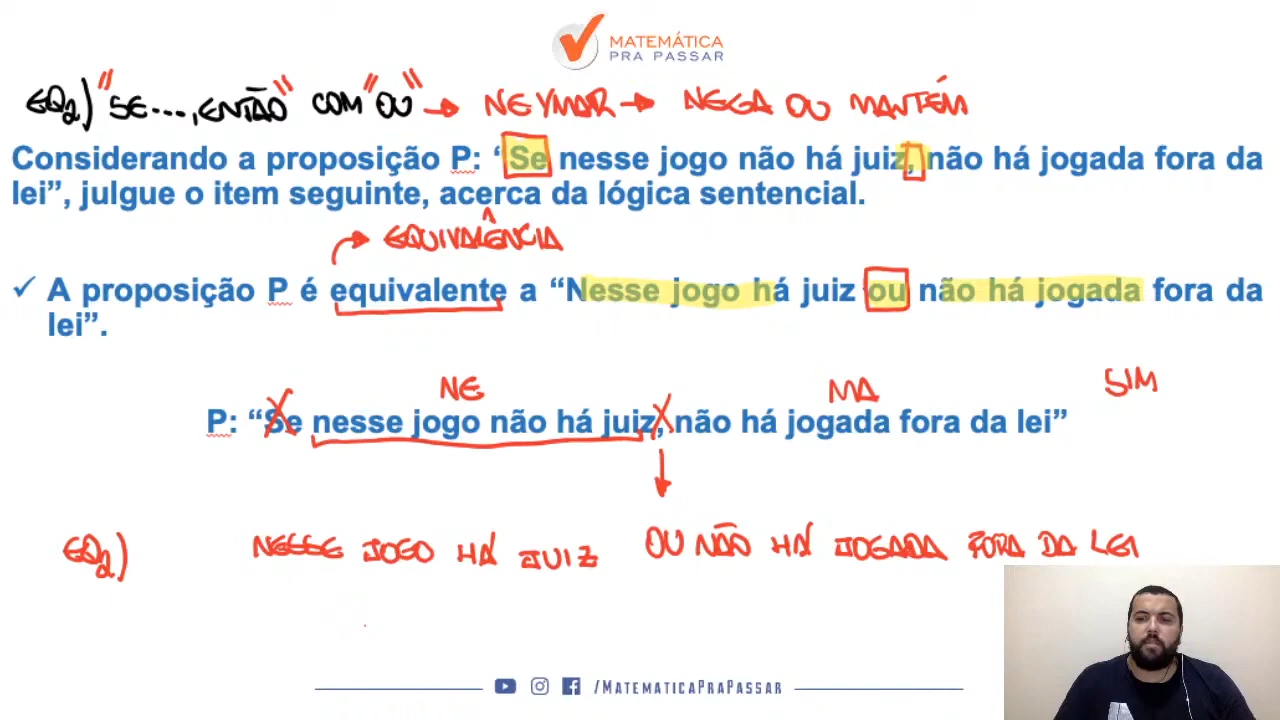 MATEMÁTICA
PRA PASSAR
EQ2) "SE..., ENTÃO" COM "OU" → NEYMAR → NEGA OU MANTÉM
Considerando a proposição P: ‘Se nesse jogo não há juiz, não há jogada fora da
lei”, julgue o item seguinte, acerca da lógica sentencial.
→ EQUIVALÊNCIA
✓ A proposição P é equivalente a “Nesse jogo há juiz ou não há jogada fora da
lei”.
NE MA SIM
P: “Se nesse jogo não há juiz, não há jogada fora da lei”
EQ2) NESSE JOGO HÁ JUIZ OU NÃO HÁ JOGADA FORA DA LEI
/MATEMATICAPRAPASSAR